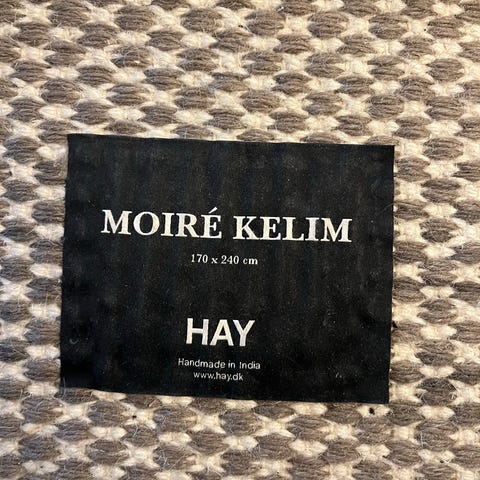 MOIRÉ KELIM
170 x 240 cm
HAY
Handmade in India
www.hay.dk